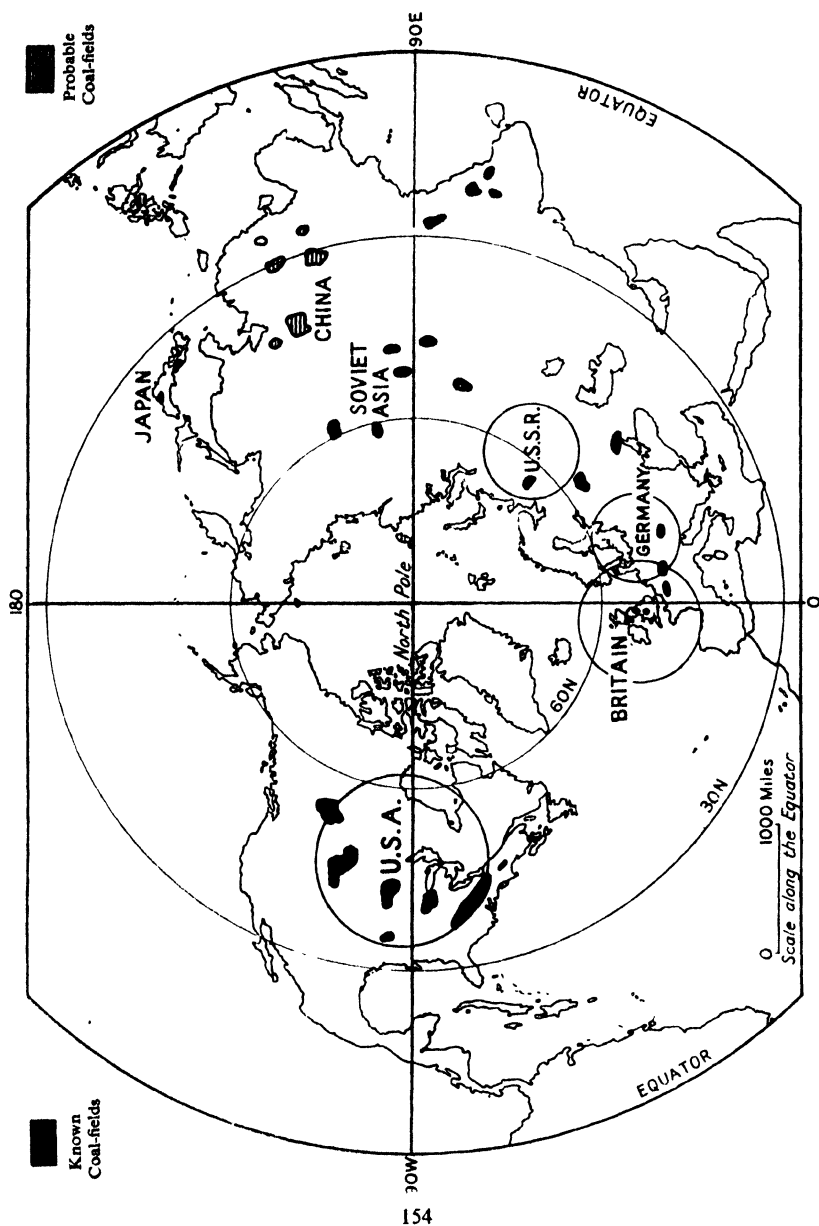 Known
Coal-fields
Probable
Coal-fields
180
JAPAN
CHINA
SOVIET
ASIA
U.S.S.R.
GERMANY
BRITAIN
U.S.A.
North Pole
60N
30N
90W
90E
0
EQUATOR
EQUATOR
0 1000 Miles
Scale along the Equator
154